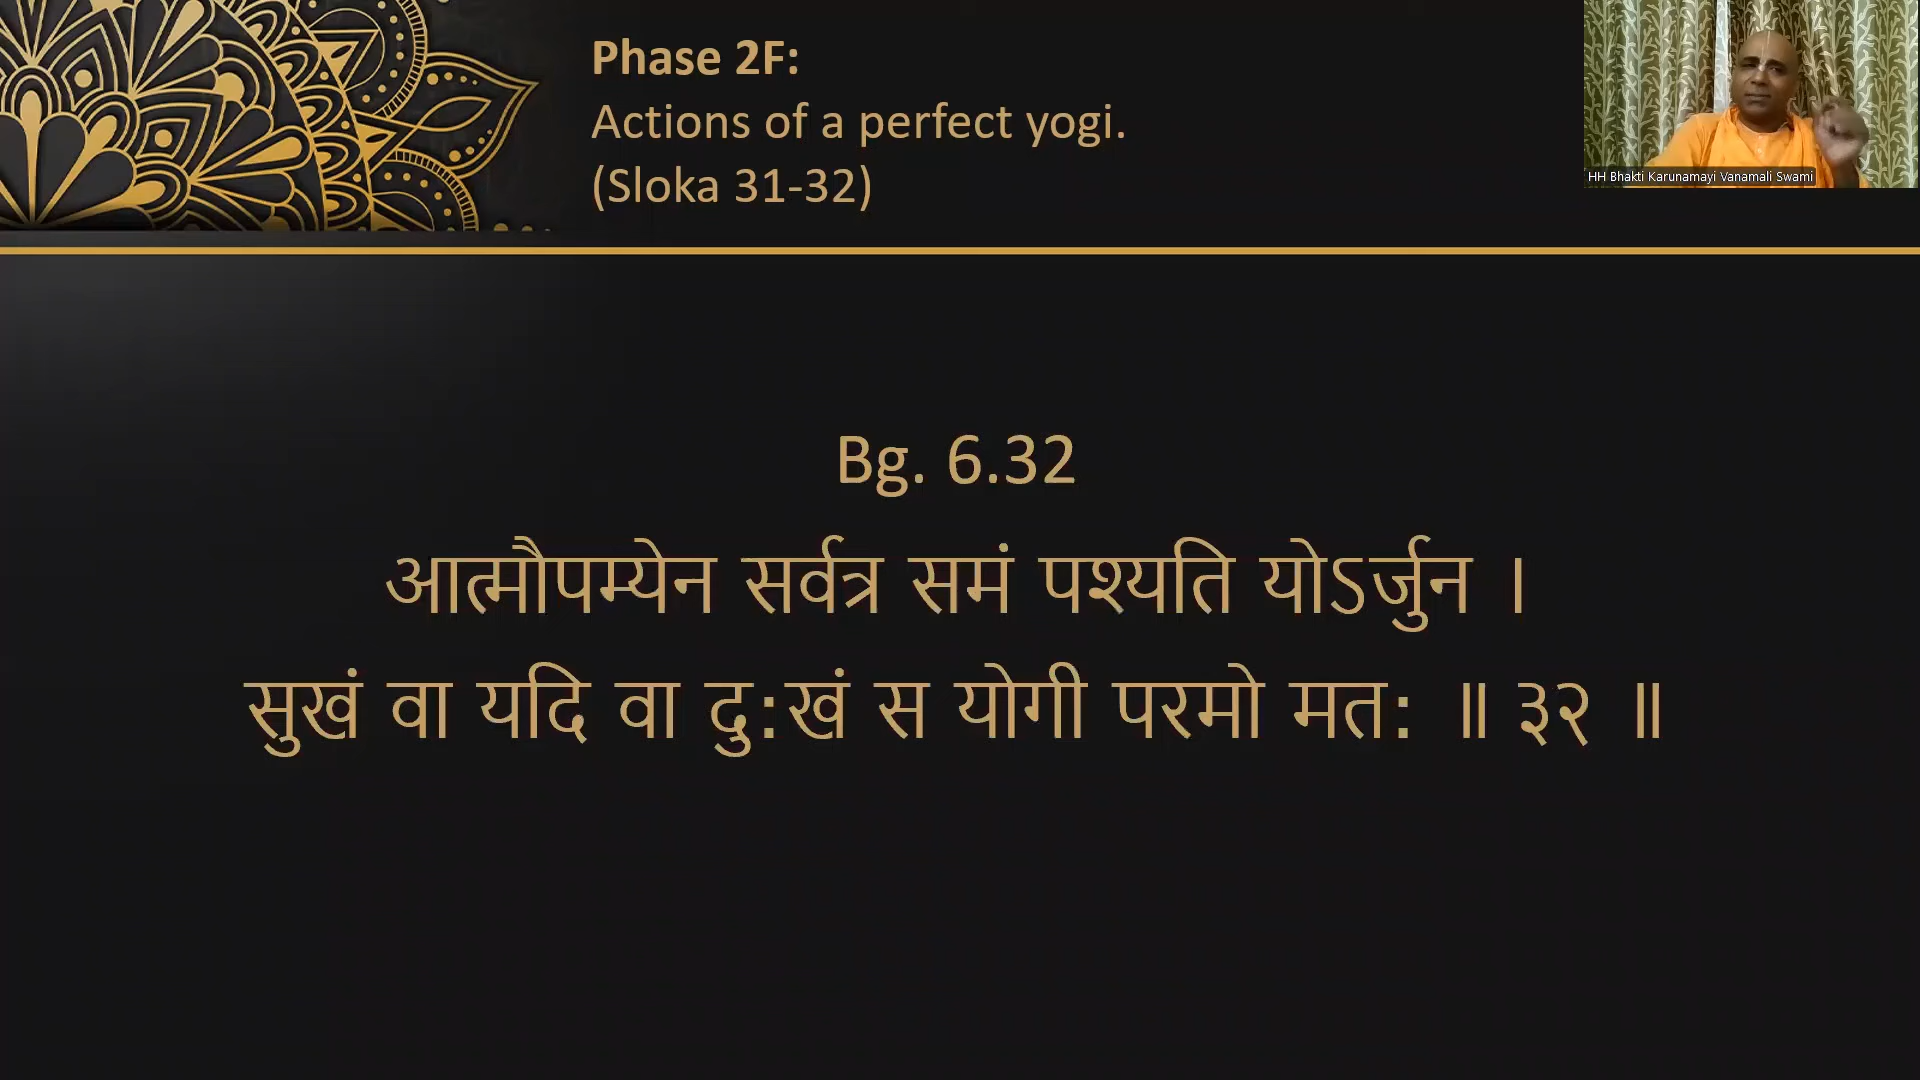 Phase 2F:
Actions of a perfect yogi.
(Sloka 31-32)
HH Bhakti Karunamayi Vanamali Swami
Bg. 6.32
आत्मौपम्येन सर्वत्र समं पश्यति योऽर्जुन ।
सुखं वा यदि वा दु:खं स योगी परमो मत: ॥ ३२ ॥